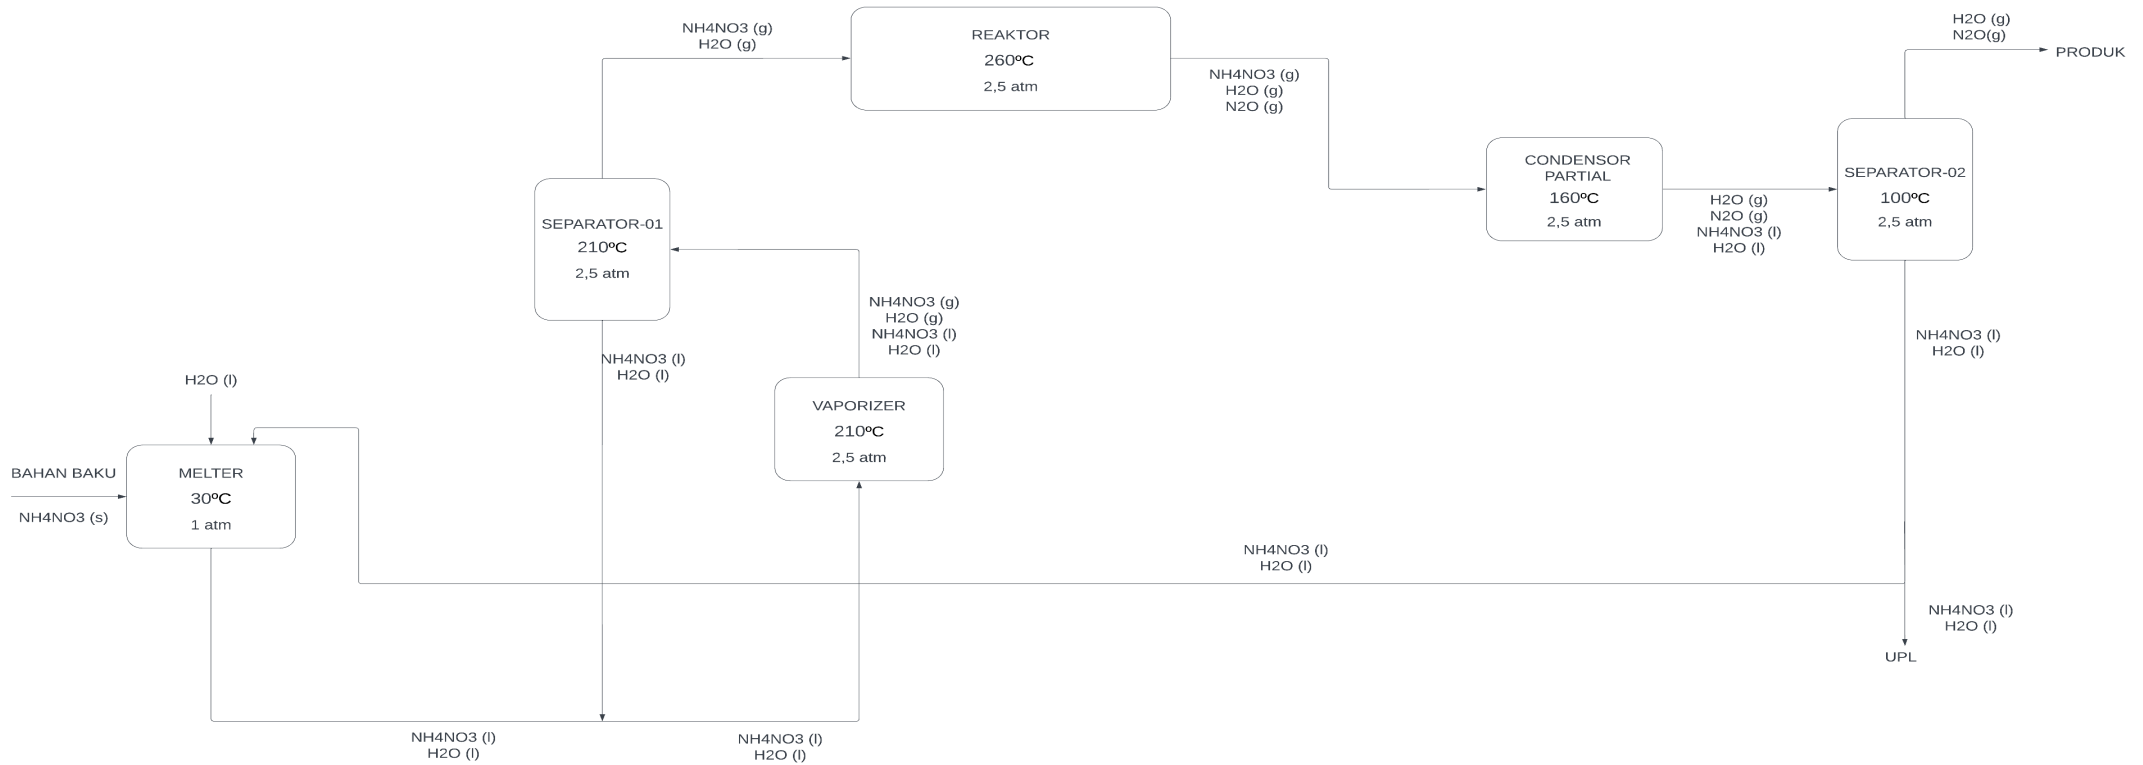 NH4NO3 (g)
H2O (g)
REAKTOR
260ºC
2,5 atm
NH4NO3 (g)
H2O (g)
N2O (g)
H2O (g)
N2O(g)
PRODUK
CONDENSOR
PARTIAL
160ºC
2,5 atm
H2O (g)
N2O (g)
NH4NO3 (l)
H2O (l)
SEPARATOR-02
100ºC
2,5 atm
SEPARATOR-01
210ºC
2,5 atm
NH4NO3 (g)
H2O (g)
NH4NO3 (l)
H2O (l)
NH4NO3 (l)
H2O (l)
NH4NO3 (l)
H2O (l)
VAPORIZER
210ºC
2,5 atm
H2O (l)
BAHAN BAKU
NH4NO3 (s)
MELTER
30ºC
1 atm
NH4NO3 (l)
H2O (l)
NH4NO3 (l)
H2O (l)
UPL
NH4NO3 (l)
H2O (l)
NH4NO3 (l)
H2O (l)